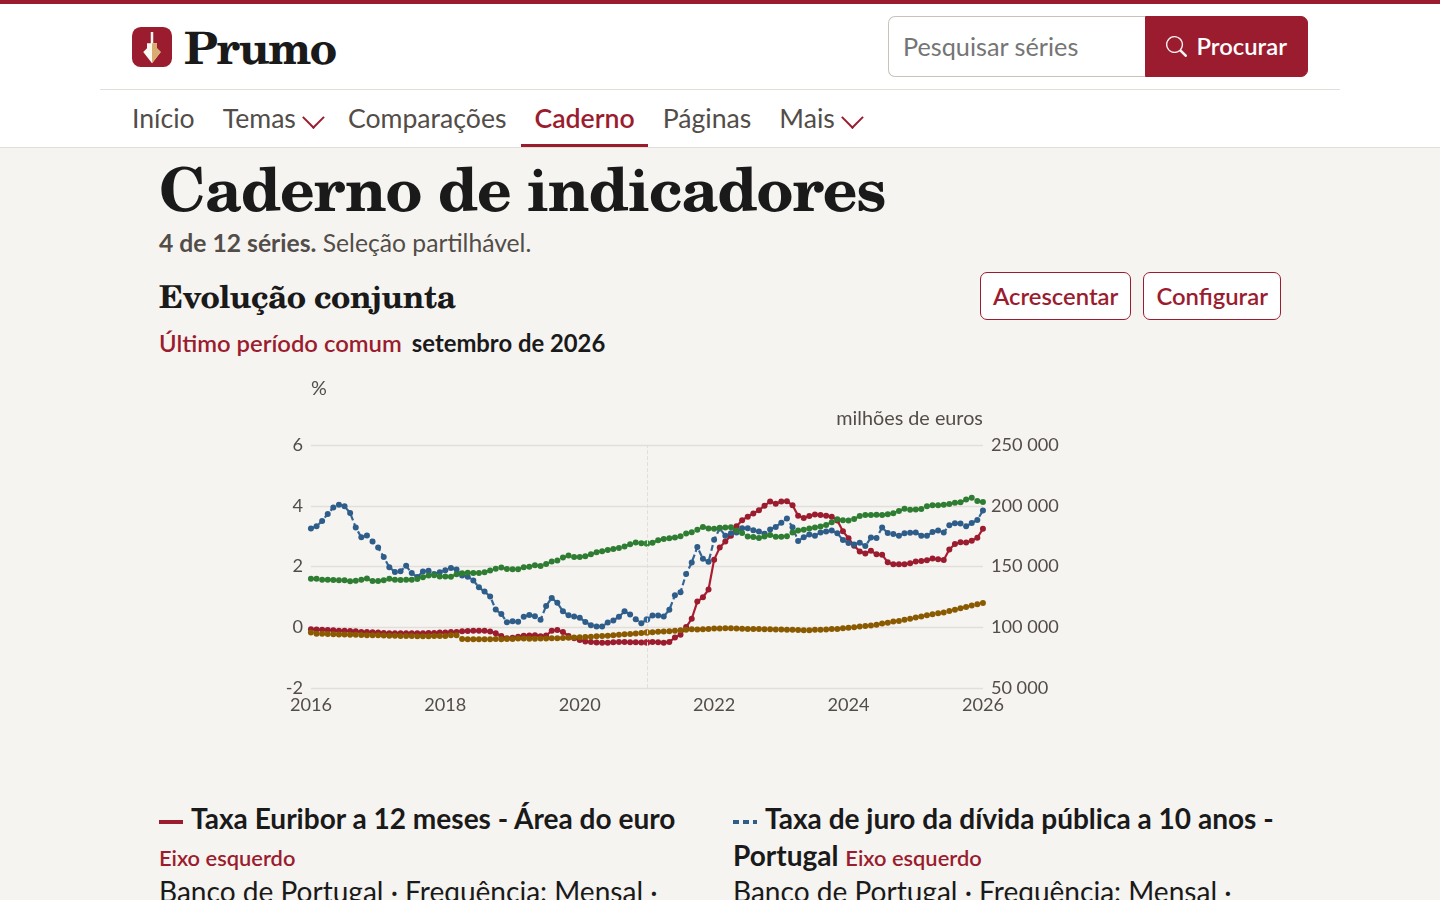 Prumo
Pesquisar séries
Procurar
Início Temas Comparações Caderno Páginas Mais
Caderno de indicadores
4 de 12 séries. Seleção partilhável.
Evolução conjunta
Acrescentar Configurar
Último período comum setembro de 2026
%
milhões de euros
6 250 000
4 200 000
2 150 000
0 100 000
-2 50 000
2016 2018 2020 2022 2024 2026
Taxa Euribor a 12 meses - Área do euro
Eixo esquerdo
Banco de Portugal · Frequência: Mensal ·
Taxa de juro da dívida pública a 10 anos -
Portugal Eixo esquerdo
Banco de Portugal · Frequência: Mensal ·